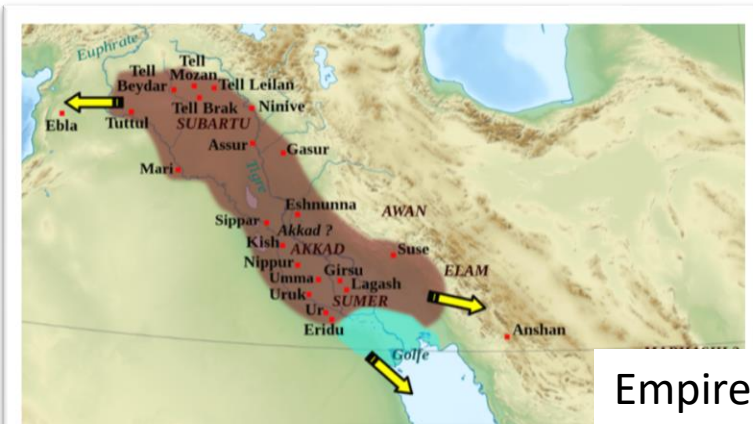 Euphrate
Tell
Mozan
Tell
Beydar
Tell Leilan
Tell Brak
Ninive
Ebla
Tuttul
SUBARTU
Assur
Gasur
Mari
Tigre
Eshnunna
AWAN
Sippar
Akkad ?
Kish
AKKAD
Suse
Nippur
Girsu
ELAM
Umma
Lagash
Uruk
SUMER
Ur
Eridu
Anshan
Golfe
Empire